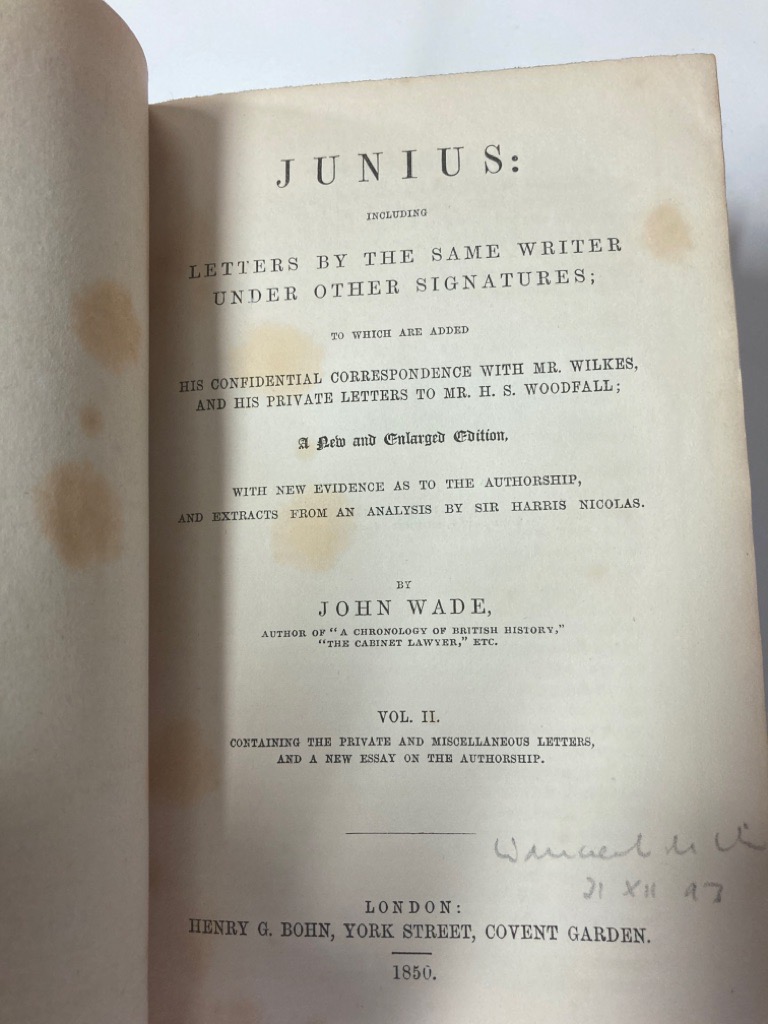 JUNIUS:
INCLUDING
LETTERS BY THE SAME WRITER
UNDER OTHER SIGNATURES;
TO WHICH ARE ADDED
HIS CONFIDENTIAL CORRESPONDENCE WITH MR. WILKES,
AND HIS PRIVATE LETTERS TO MR. H. S. WOODFALL;
A New and Enlarged Edition,
WITH NEW EVIDENCE AS TO THE AUTHORSHIP,
AND EXTRACTS FROM AN ANALYSIS BY SIR HARRIS NICOLAS.
BY
JOHN WADE,
AUTHOR OF "A CHRONOLOGY OF BRITISH HISTORY,"
"THE CABINET LAWYER," ETC.
VOL. II.
CONTAINING THE PRIVATE AND MISCELLANEOUS LETTERS,
AND A NEW ESSAY ON THE AUTHORSHIP.
XII
LONDON:
HENRY G. BOHN, YORK STREET, COVENT GARDEN.
1850.